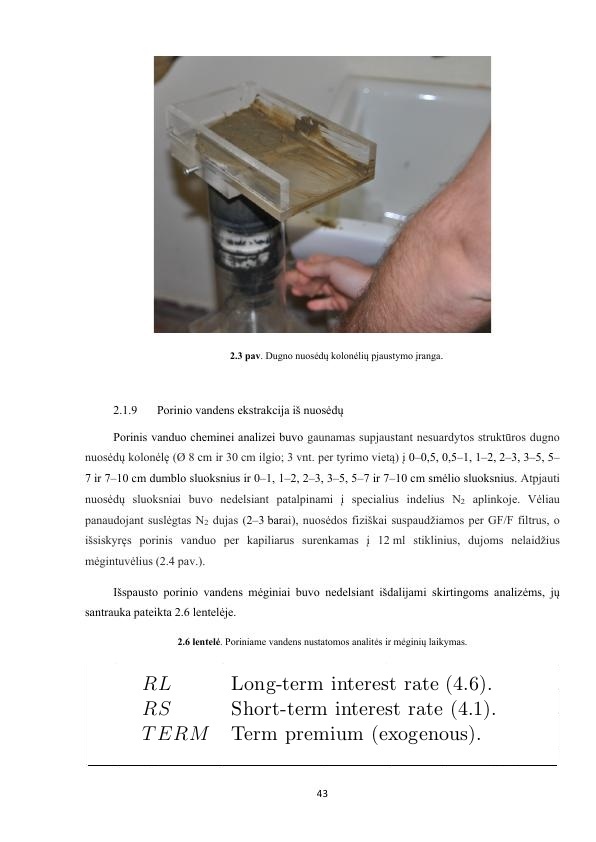 2.3 pav. Dugno nuosėdų kolonėlių pjaustymo įranga.
2.1.9 Porinio vandens ekstrakcija iš nuosėdų
Porinis vanduo cheminei analizei buvo gaunamas supjaustant nesuardytos struktūros dugno
nuosėdų kolonėlę (Ø 8 cm ir 30 cm ilgio; 3 vnt. per tyrimo vietą) į 0–0,5, 0,5–1, 1–2, 2–3, 3–5, 5–
7 ir 7–10 cm dumblo sluoksnius ir 0–1, 1–2, 2–3, 3–5, 5–7 ir 7–10 cm smėlio sluoksnius. Atpjauti
nuosėdų sluoksniai buvo nedelsiant patalpinami į specialius indelius N₂ aplinkoje. Vėliau
panaudojant suslėgtas N₂ dujas (2–3 barai), nuosėdos fiziškai suspaudžiamos per GF/F filtrus, o
išsiskyręs porinis vanduo per kapiliarus surenkamas į 12 ml stiklinius, dujoms nelaidžius
mėgintuvėlius (2.4 pav.).
Išspausto porinio vandens mėginiai buvo nedelsiant išdalijami skirtingoms analizėms, jų
santrauka pateikta 2.6 lentelėje.
2.6 lentelė. Poriniame vandens nustatomos analitės ir mėginių laikymas.
RL Long-term interest rate (4.6).
RS Short-term interest rate (4.1).
TERM Term premium (exogenous).
43